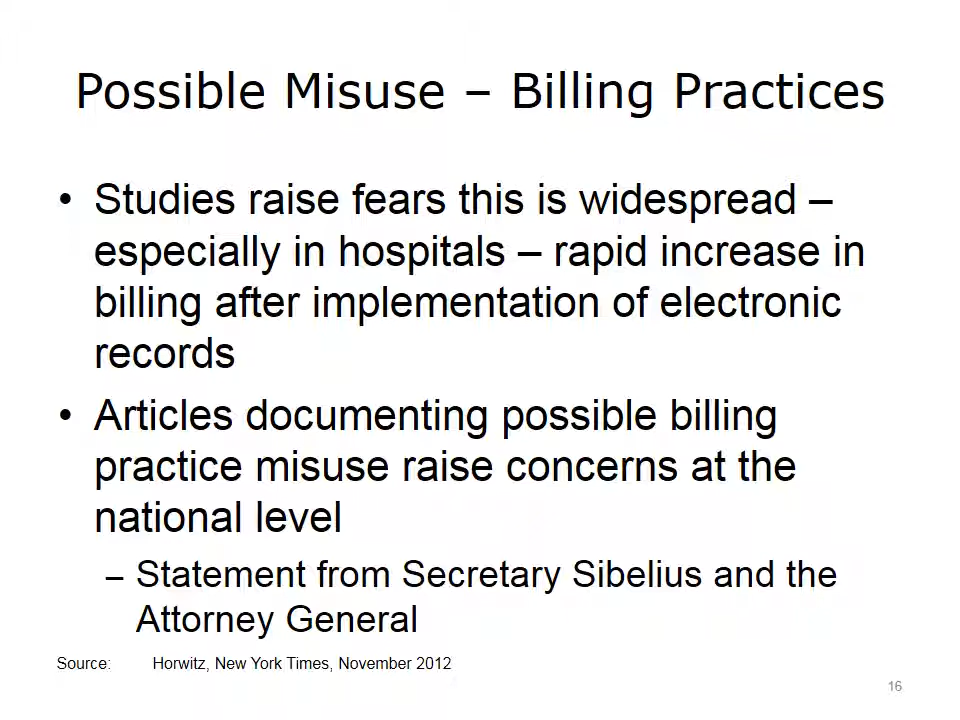 Possible Misuse – Billing Practices
• Studies raise fears this is widespread –
especially in hospitals – rapid increase in
billing after implementation of electronic
records
• Articles documenting possible billing
practice misuse raise concerns at the
national level
– Statement from Secretary Sibelius and the
Attorney General
Source: Horwitz, New York Times, November 2012
16